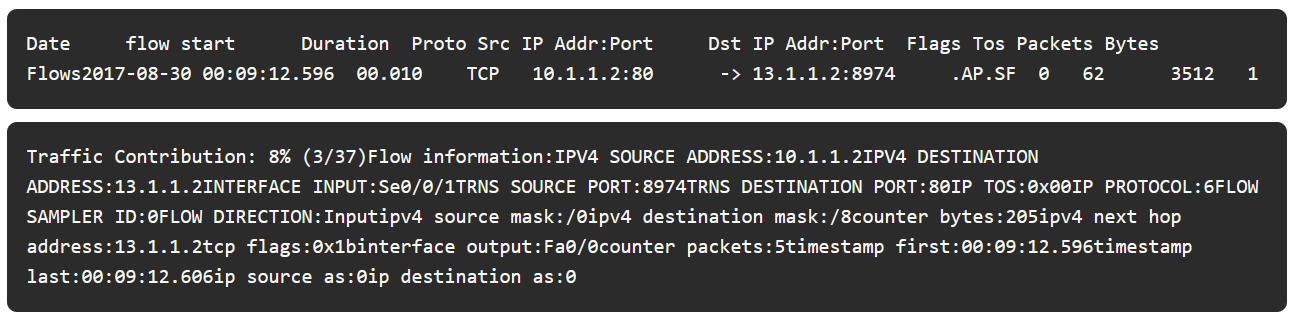 Date     flow start      Duration  Proto Src IP Addr:Port     Dst IP Addr:Port  Flags Tos Packets Bytes
Flows2017-08-30 00:09:12.596  00.010    TCP   10.1.1.2:80      -> 13.1.1.2:8974     .AP.SF  0   62      3512   1
Traffic Contribution: 8% (3/37)Flow information:IPV4 SOURCE ADDRESS:10.1.1.2IPV4 DESTINATION
ADDRESS:13.1.1.2INTERFACE INPUT:Se0/0/1TRNS SOURCE PORT:8974TRNS DESTINATION PORT:80IP TOS:0x00IP PROTOCOL:6FLOW
SAMPLER ID:0FLOW DIRECTION:Inputipv4 source mask:/0ipv4 destination mask:/8counter bytes:205ipv4 next hop
address:13.1.1.2tcp flags:0x1binterface output:Fa0/0counter packets:5timestamp first:00:09:12.596timestamp
last:00:09:12.606ip source as:0ip destination as:0